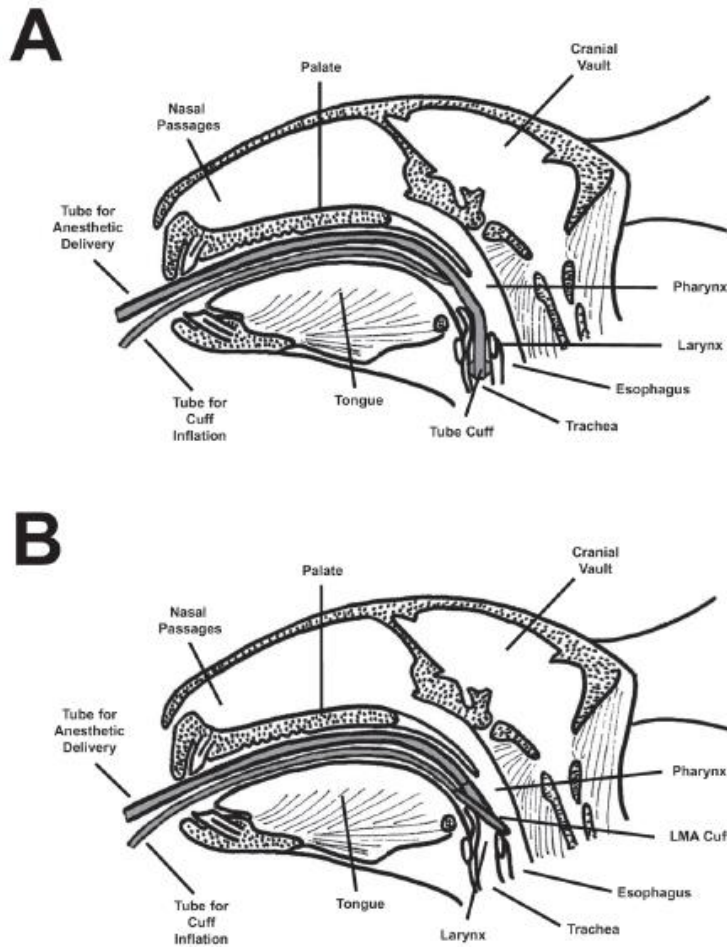 A
Cranial
Vault
Palate
Nasal
Passages
Tube for
Anesthetic
Delivery
Pharynx
Larynx
Esophagus
Tube for
Cuff
Inflation
Tongue
Tube Cuff
Trachea
B
Cranial
Vault
Palate
Nasal
Passages
Tube for
Anesthetic
Delivery
Pharynx
LMA Cuf
Esophagus
Tube for
Cuff
Inflation
Tongue
Larynx
Trachea